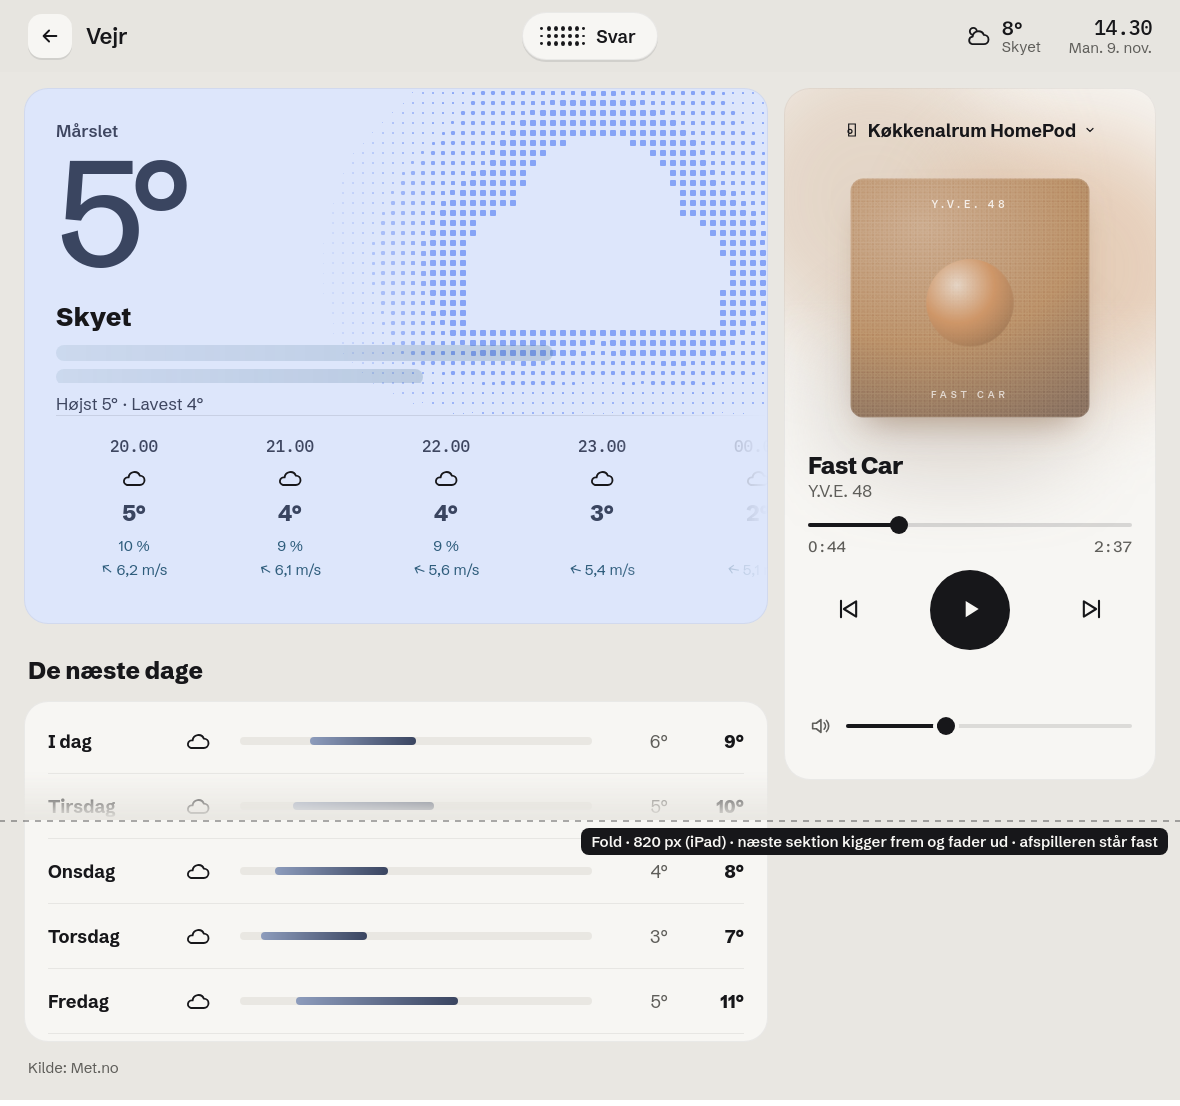 Vejr
Svar
8°
Skyet
14.30
Man. 9. nov.
Mårslet
5°
Skyet
Højst 5° · Lavest 4°
20.00 21.00 22.00 23.00 00.
5° 4° 4° 3° 2°
10 % 9 % 9 %
6,2 m/s 6,1 m/s 5,6 m/s 5,4 m/s 5,1
Køkkenalrum HomePod
Y.V.E. 48
FAST CAR
Fast Car
Y.V.E. 48
0:44 2:37
De næste dage
I dag 6° 9°
Tirsdag 5° 10°
Fold · 820 px (iPad) · næste sektion kigger frem og fader ud · afspilleren står fast
Onsdag 4° 8°
Torsdag 3° 7°
Fredag 5° 11°
Kilde: Met.no